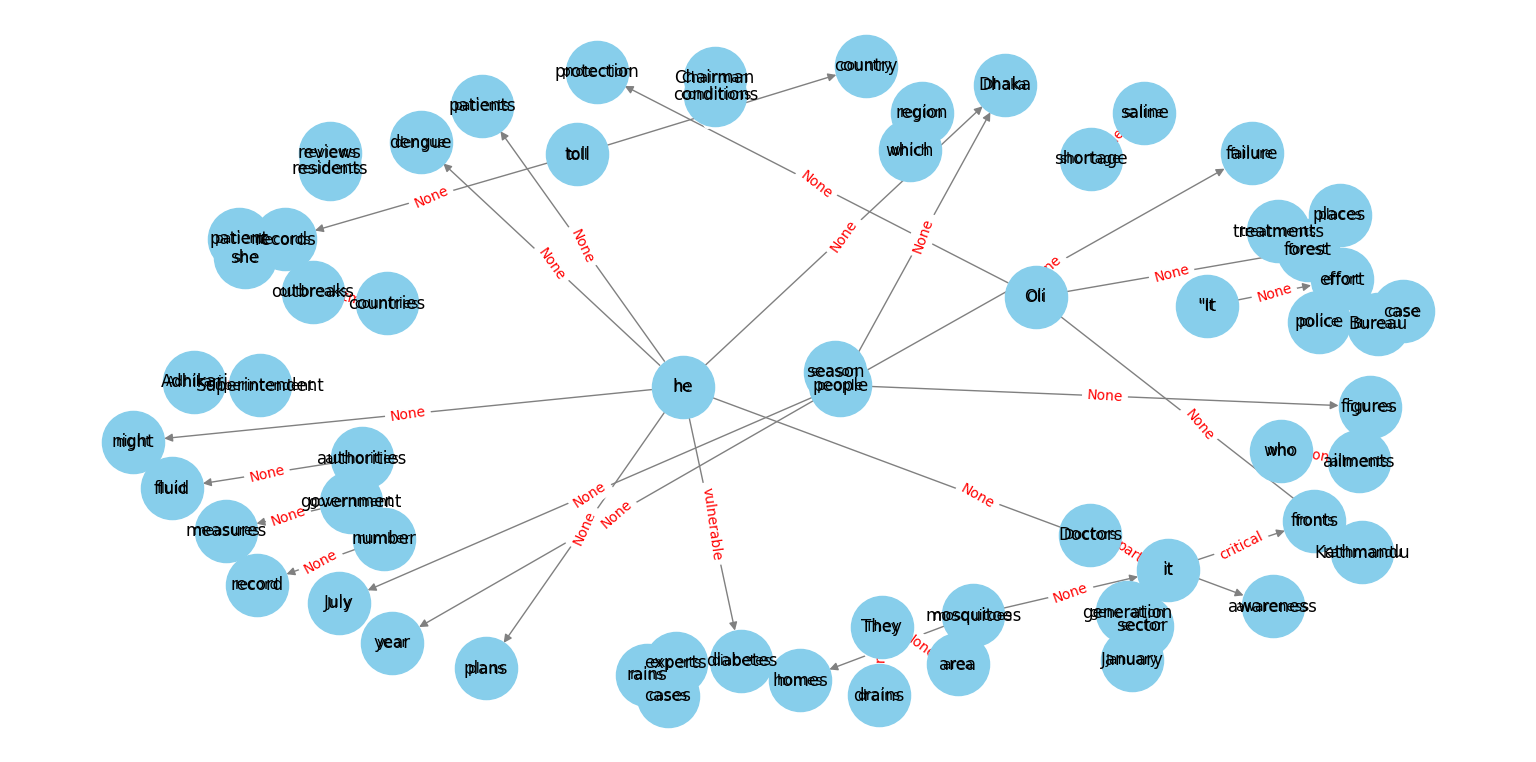 protection
Chairman
conditions
country
Dhaka
patients
region
saline
dengue
toll
which
shortage
failure
reviews
residents
None
None
places
patient
records
she
None
None
None
None
treatments
forest
None
effort
outbreaks
countries
Oli
"It
None
police
Bureau
case
Adhikari
Superintendent
he
season
people
None
None
figures
night
None
who
ailments
authorities
None
fluid
government
None
None
None
None
vulnerable
None
fronts
measures
number
None
Doctors
part
critical
Kathmandu
record
it
July
None
mosquitoes
generation
awareness
year
They
sector
plans
experts
diabetes
homes
area
January
rains
cases
drains